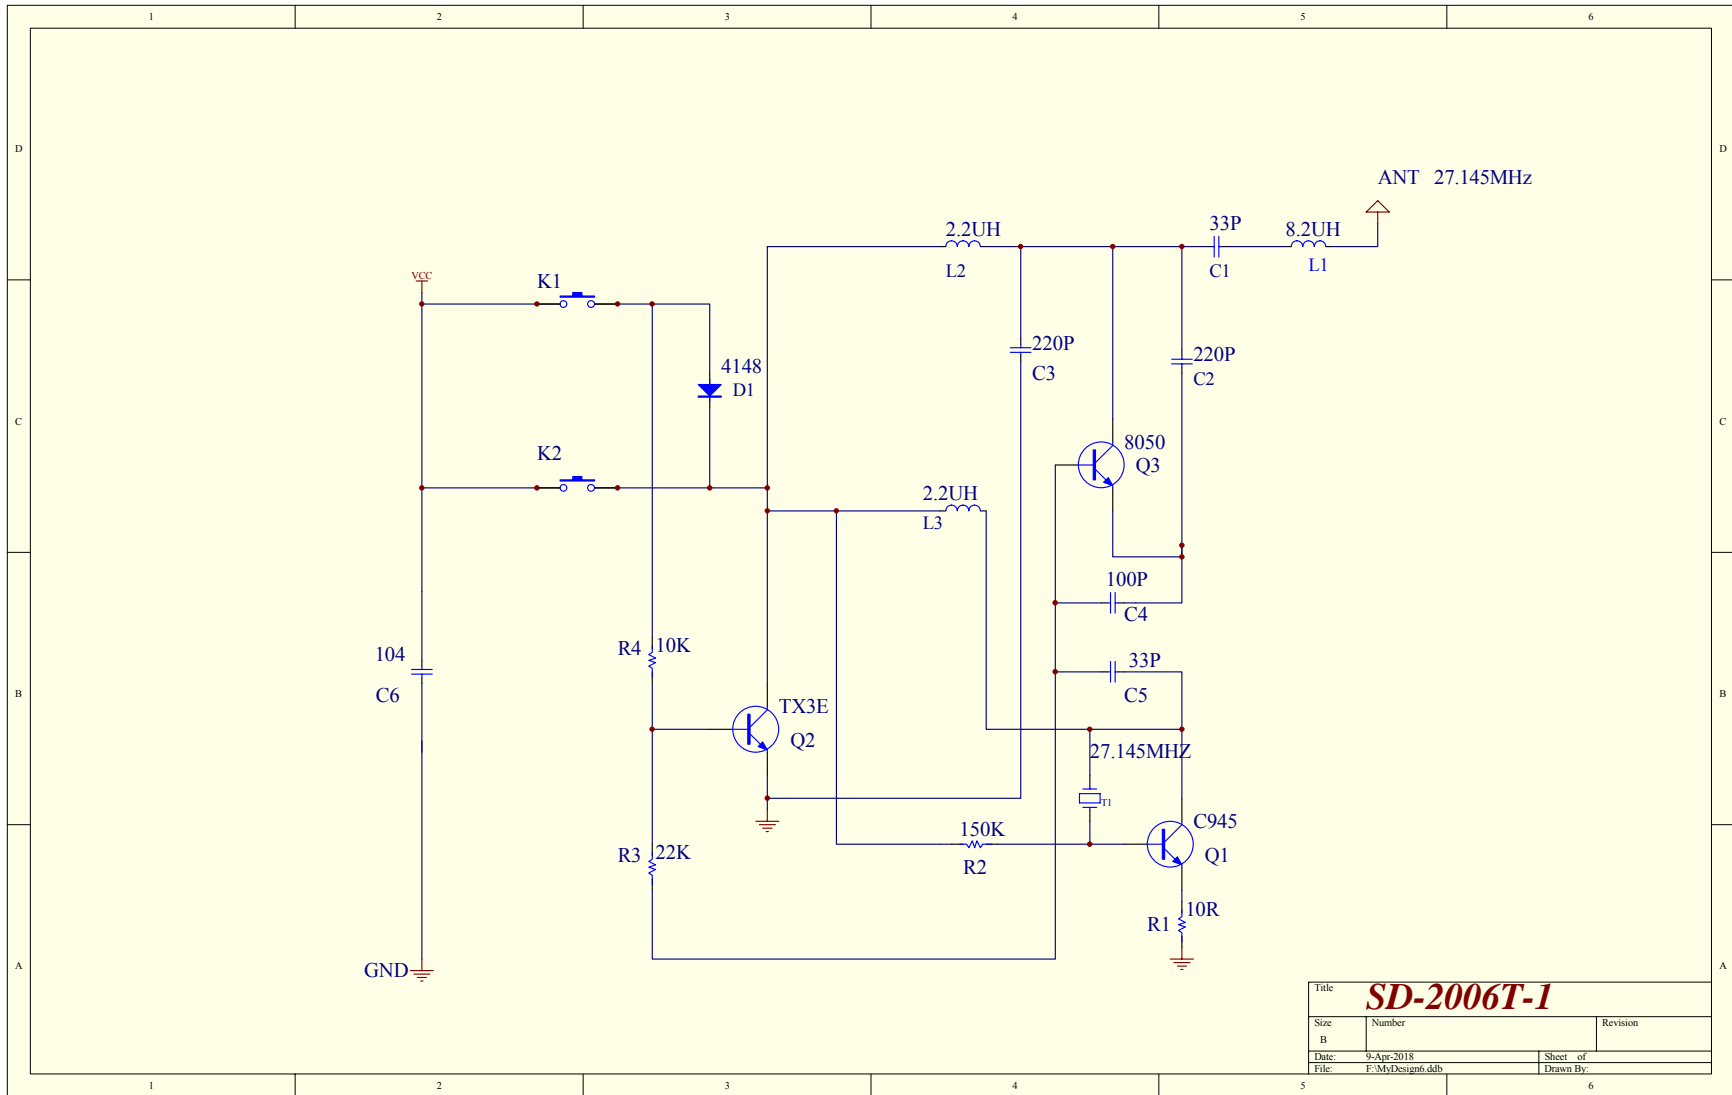 1 2 3 4 5 6
D D
ANT 27.145MHz
33P 8.2UH
2.2UH
C1 L1
L2
VCC
K1
220P
C3
220P
C2
4148
D1
C C
K2
8050
Q3
2.2UH
L3
100P
C4
R4 10K
104
C6
33P
C5
B B
TX3E
Q2
27.145MHZ
T1
150K
R2
C945
Q1
R3 22K
10R
R1
A A
GND
Title SD-2006T-1
Size Number Revision
B
Date: 9-Apr-2018 Sheet of
File: F:\MyDesign6.ddb Drawn By:
1 2 3 4 5 6